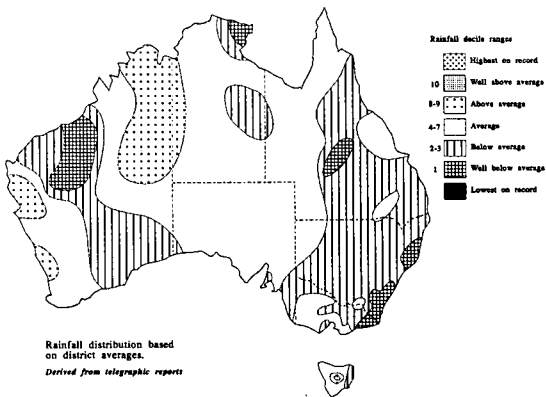 Rainfall decile ranges
Highest on record
10 Well above average
8-9 Above average
4-7 Average
2-3 Below average
1 Well below average
Lowest on record
Rainfall distribution based
on district averages.
Derived from telegraphic reports